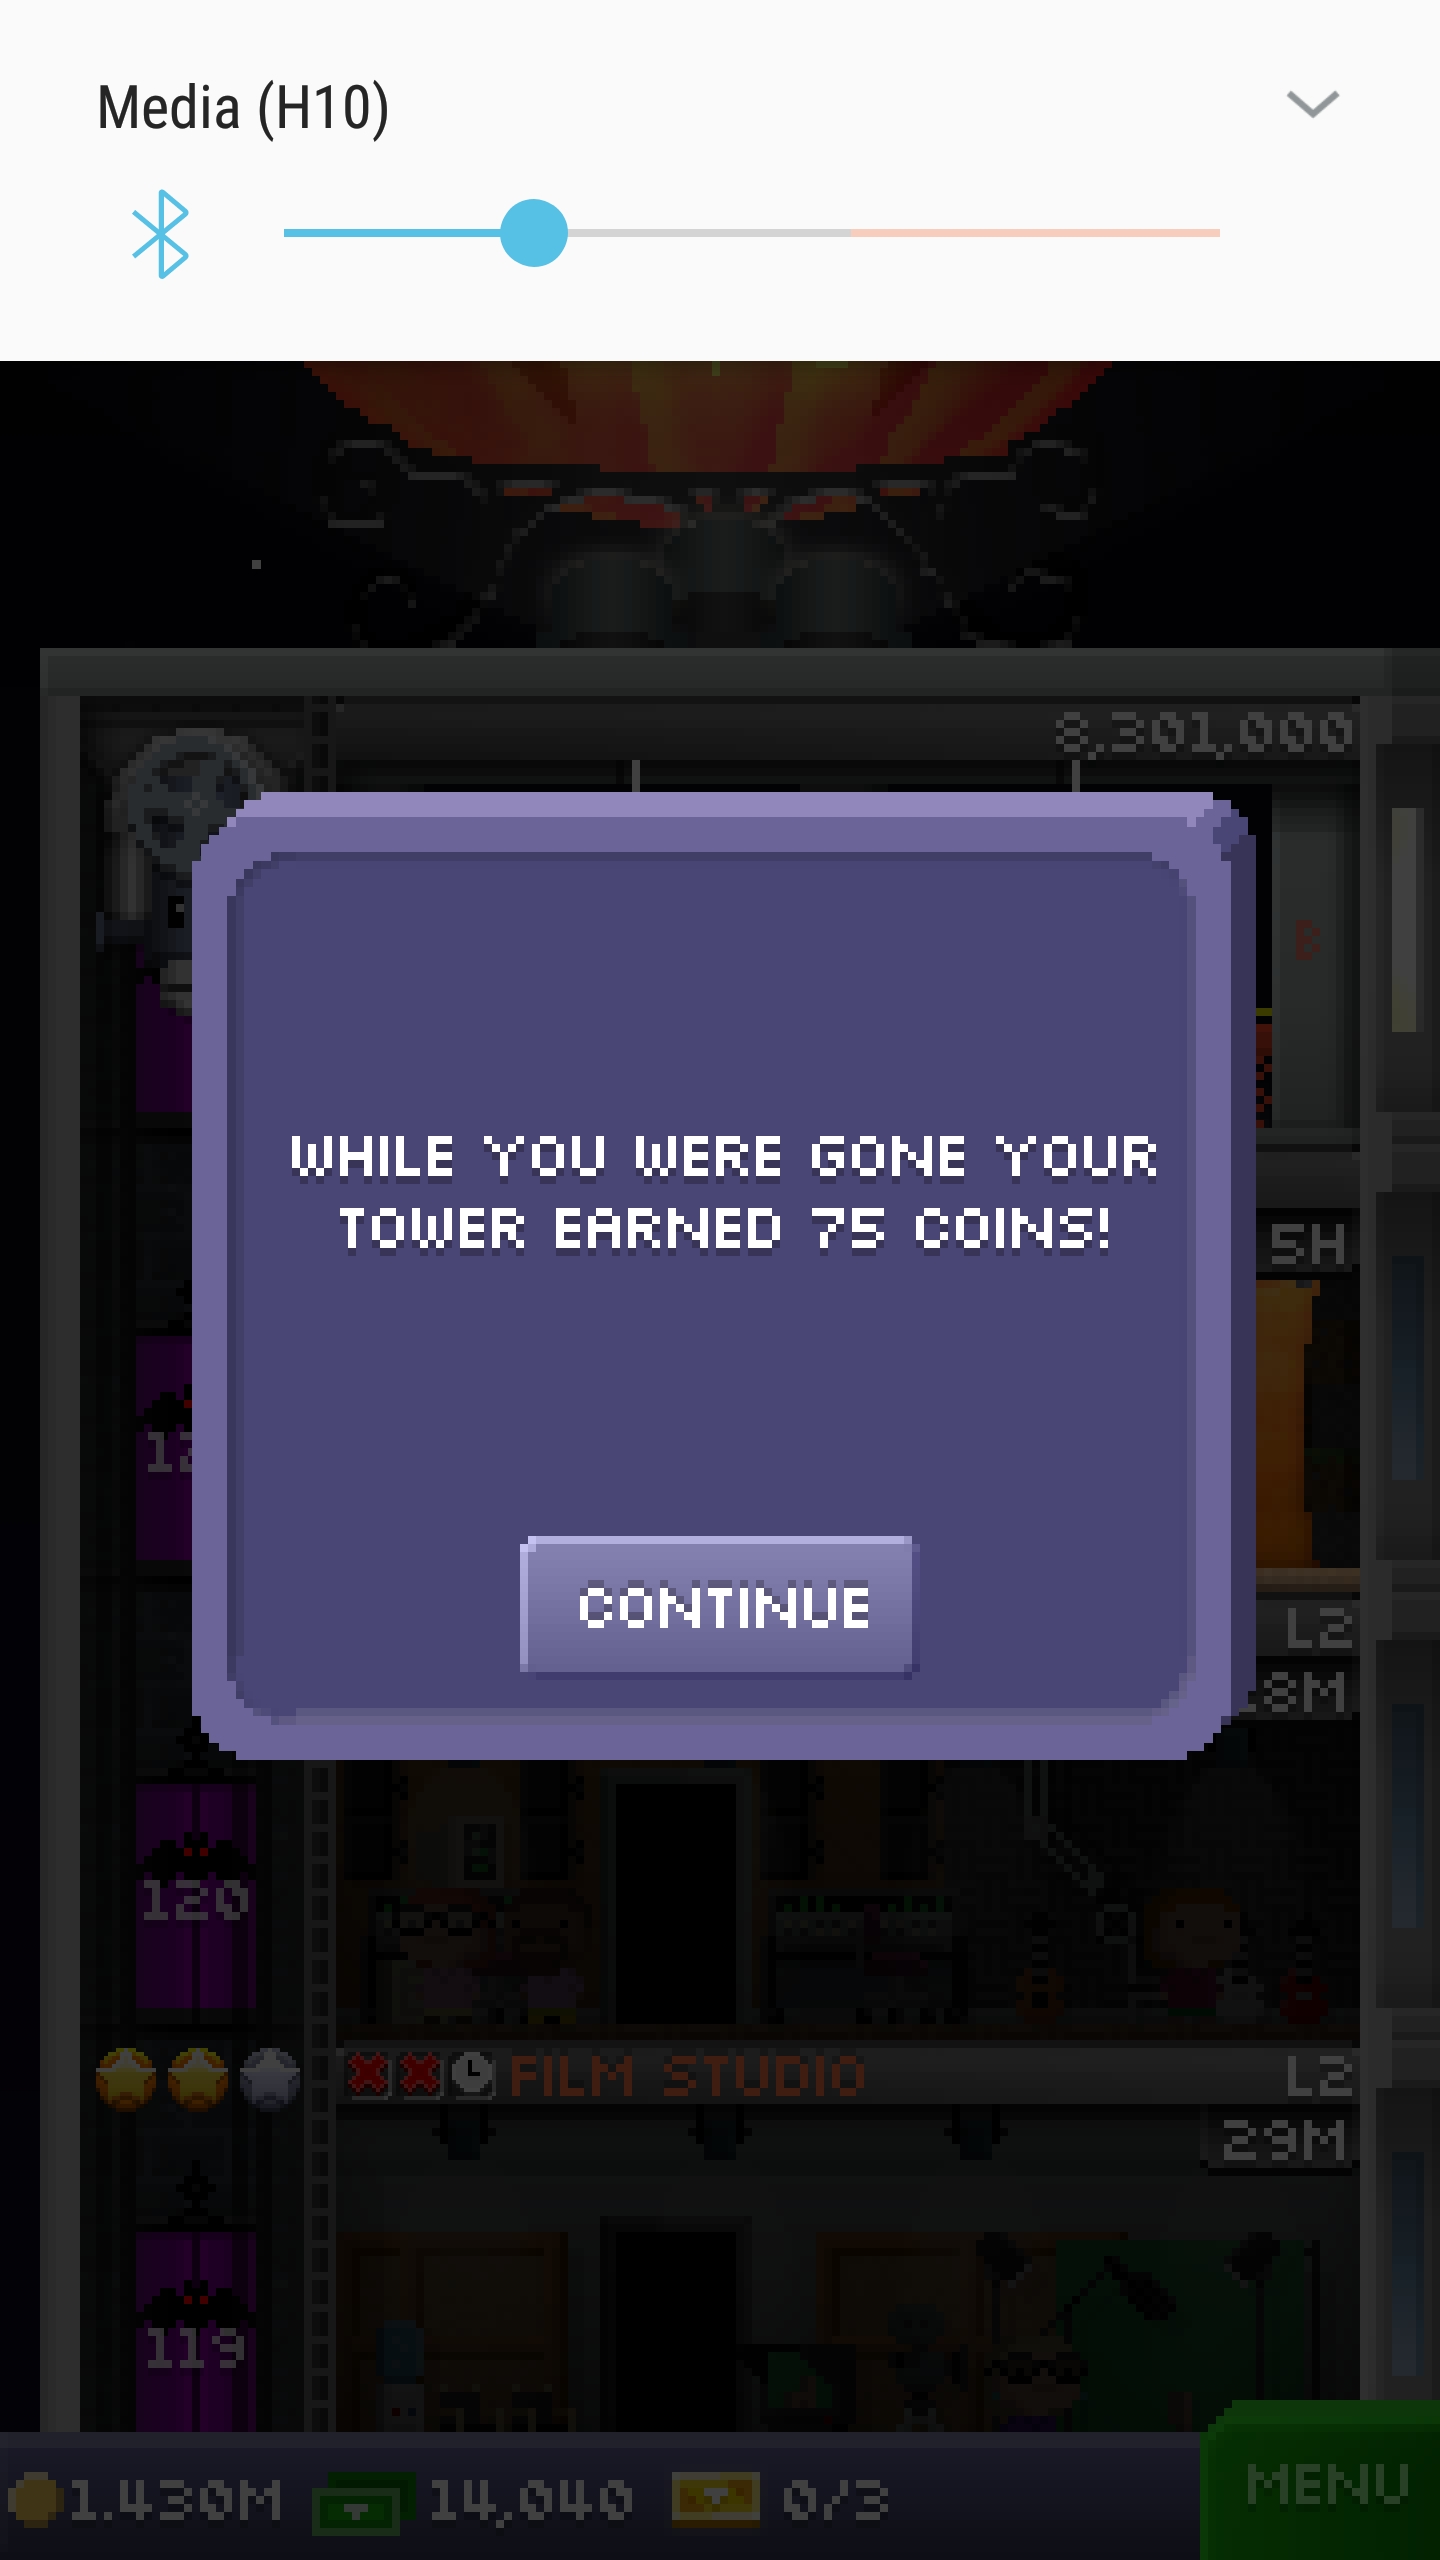 Media (H10)
8,301,000
B
WHILE YOU WERE GONE YOUR
TOWER EARNED 75 COINS!
5H
CONTINUE
L2
8M
120
FILM STUDIO
L2
29M
119
1.430M
14,040
0/3
MENU